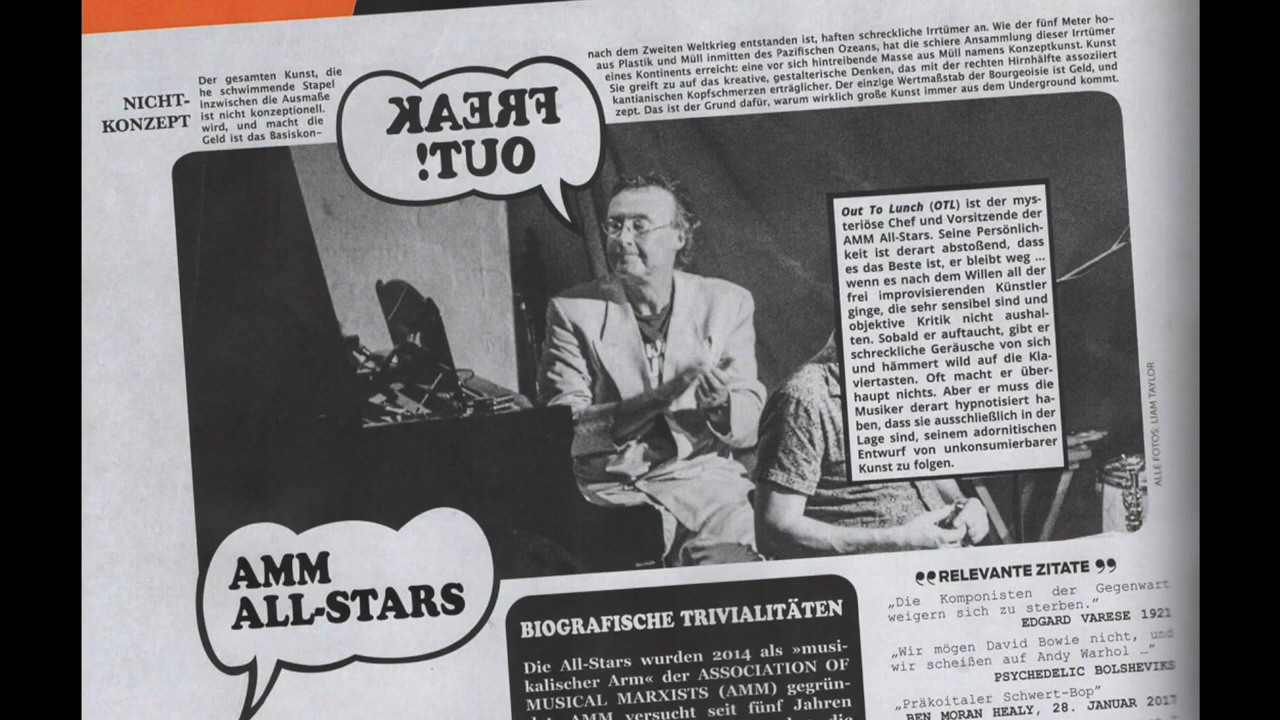 NICHT-
KONZEPT
Der gesamten Kunst, die
he schwimmende Stapel
inzwischen die Ausmaße
ist nicht konzeptionell.
wird, und macht die
Geld ist das Basiskon-
nach dem Zweiten Weltkrieg entstanden ist, haften schreckliche Irrtümer an. Wie der fünf Meter ho-
aus Plastik und Müll inmitten des Pazifischen Ozeans, hat die schiere Ansammlung dieser Irrtümer
eines Kontinents erreicht: eine vor sich hintreibende Masse aus Müll namens Konzeptkunst. Kunst
Sie greift zu auf das kreative, gestalterische Denken, das mit der rechten Hirnhälfte assoziiert
kantianischen Kopfschmerzen erträglicher. Der einzige Wertmaßstab der Bourgeoisie ist Geld, und
zept. Das ist der Grund dafür, warum wirklich große Kunst immer aus dem Underground kommt.
FREAK
OUT!
Out To Lunch (OTL) ist der mys-
teriöse Chef und Vorsitzende der
AMM All-Stars. Seine Persönlich-
keit ist derart abstoßend, dass
es das Beste ist, er bleibt weg ...
wenn es nach dem Willen all der
frei improvisierenden Künstler
ginge, die sehr sensibel sind und
objektive Kritik nicht aushal-
ten. Sobald er auftaucht, gibt er
schreckliche Geräusche von sich
und hämmert wild auf die Kla-
viertasten. Oft macht er über-
haupt nichts. Aber er muss die
Musiker derart hypnotisiert ha-
ben, dass sie ausschließlich in der
Lage sind, seinem adornitischen
Entwurf von unkonsumierbarer
Kunst zu folgen.
ALLE FOTOS: LIAM TAYLOR
AMM
ALL-STARS
BIOGRAFISCHE TRIVIALITÄTEN
Die All-Stars wurden 2014 als »musi-
kalischer Arm« der ASSOCIATION OF
MUSICAL MARXISTS (AMM) gegrün-
AMM versucht seit fünf Jahren
die
RELEVANTE ZITATE
„Die Komponisten der Gegenwart
weigern sich zu sterben.“
EDGARD VARESE 1921
„Wir mögen David Bowie nicht, und
wir scheißen auf Andy Warhol …“
PSYCHEDELIC BOLSHEVIKS
„Präkoitaler Schwert-Bop“
BEN MORAN HEALY, 28. JANUAR 2017